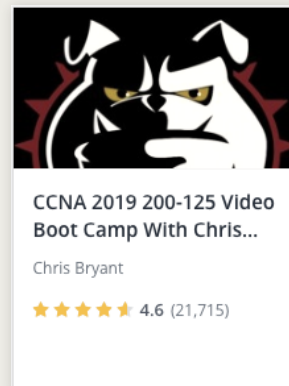 CCNA 2019 200-125 Video
Boot Camp With Chris...
Chris Bryant
4.6 (21,715)